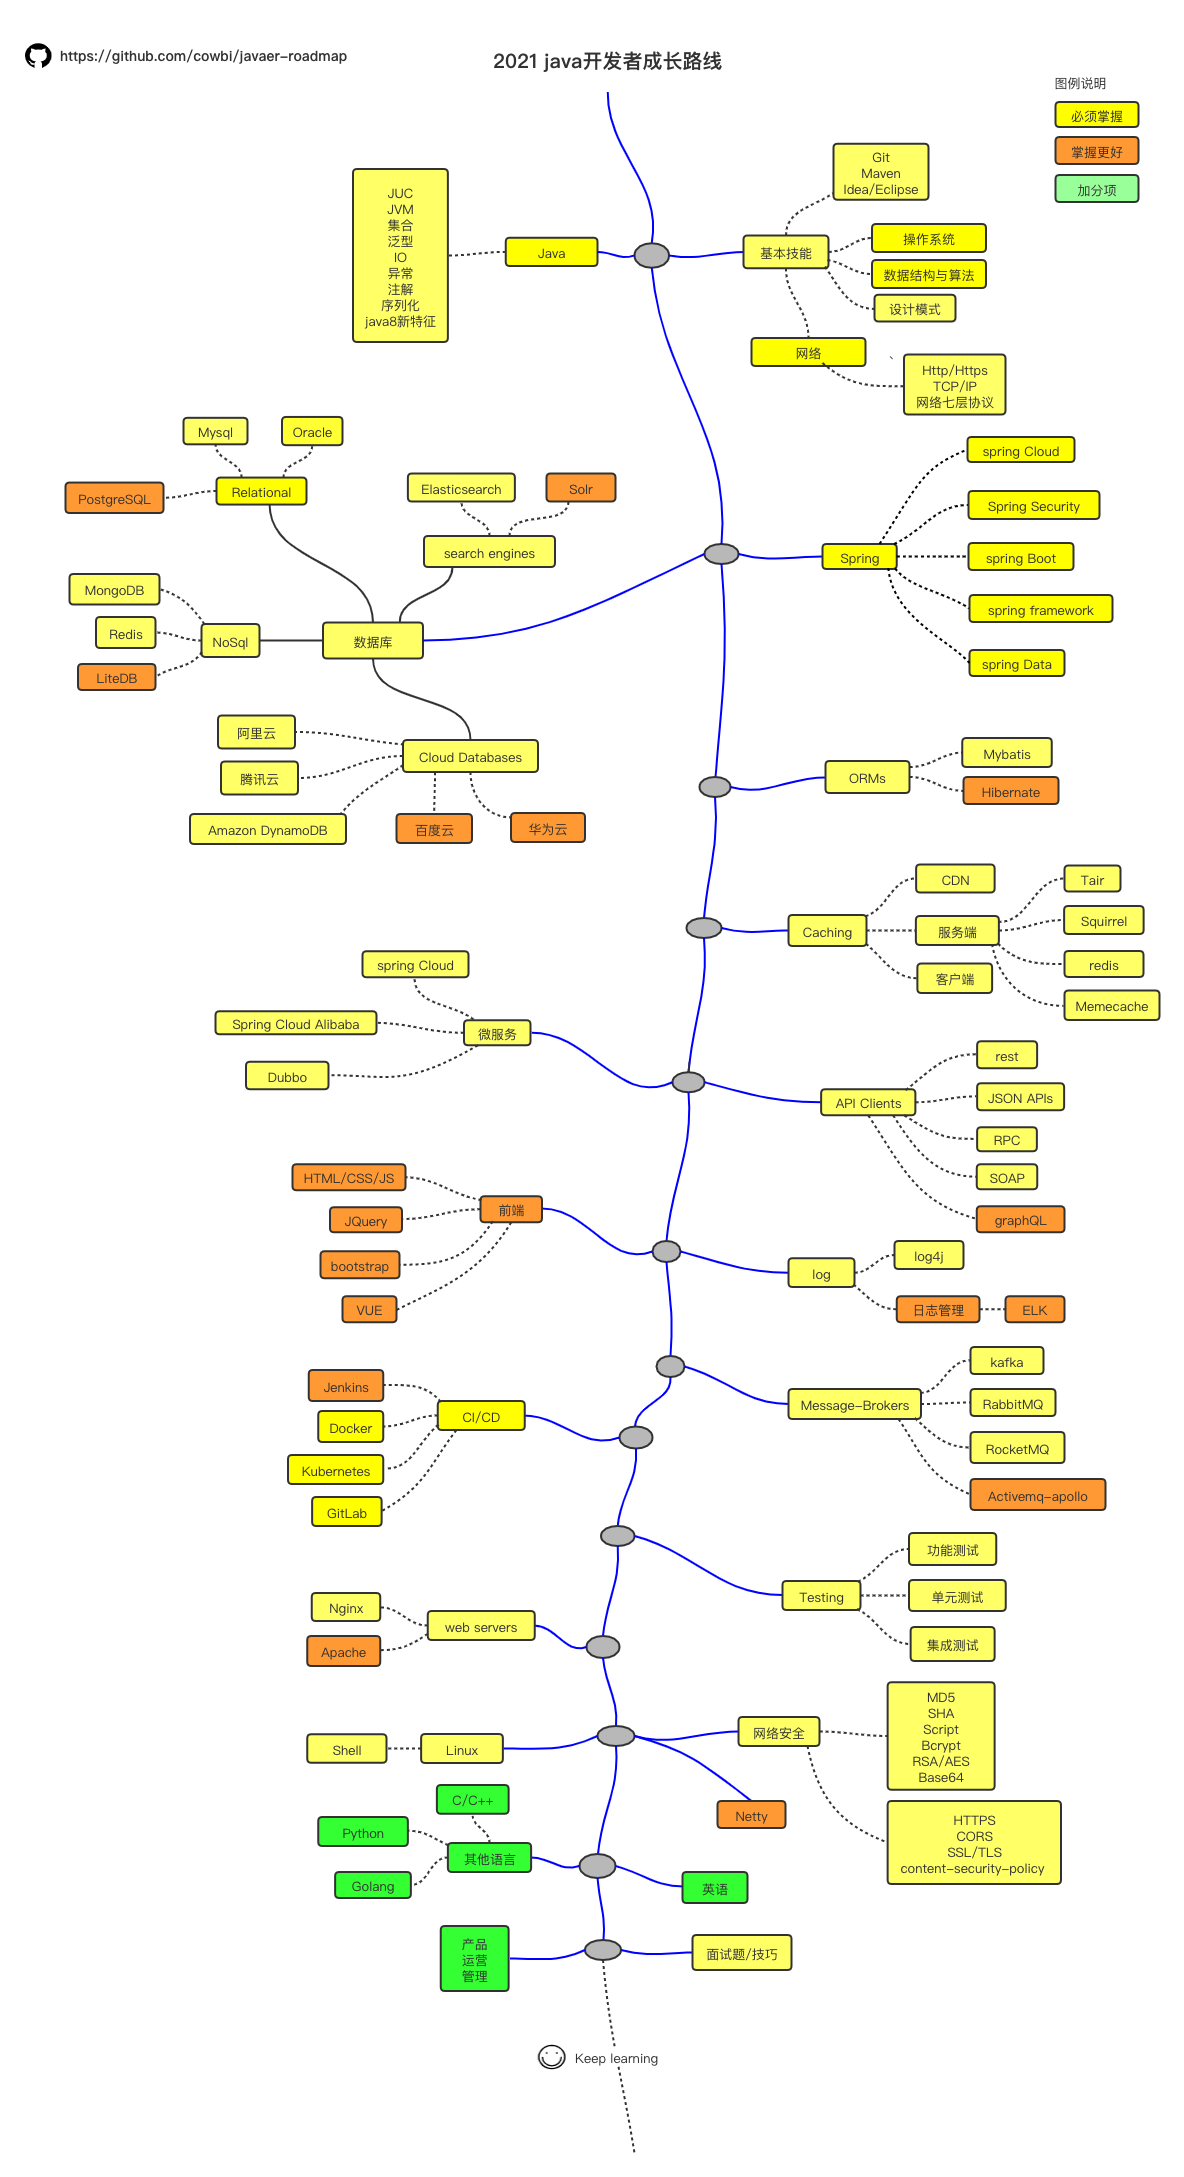 https://github.com/cowbi/javaer-roadmap
2021 java开发者成长路线
图例说明
必须掌握
掌握更好
加分项
JUC
JVM
集合
泛型
IO
异常
注解
序列化
java8新特征
Java
基本技能
Git
Maven
Idea/Eclipse
操作系统
数据结构与算法
设计模式
网络
、
Http/Https
TCP/IP
网络七层协议
Mysql
Oracle
PostgreSQL
Relational
Elasticsearch
Solr
search engines
MongoDB
Redis
LiteDB
NoSql
数据库
阿里云
腾讯云
Amazon DynamoDB
Cloud Databases
百度云
华为云
Spring
spring Cloud
Spring Security
spring Boot
spring framework
spring Data
ORMs
Mybatis
Hibernate
Caching
CDN
服务端
客户端
Tair
Squirrel
redis
Memecache
spring Cloud
Spring Cloud Alibaba
Dubbo
微服务
API Clients
rest
JSON APIs
RPC
SOAP
graphQL
HTML/CSS/JS
JQuery
bootstrap
VUE
前端
log
log4j
日志管理
ELK
Jenkins
Docker
Kubernetes
GitLab
CI/CD
Message-Brokers
kafka
RabbitMQ
RocketMQ
Activemq-apollo
Testing
功能测试
单元测试
集成测试
Nginx
Apache
web servers
Shell
Linux
网络安全
MD5
SHA
Script
Bcrypt
RSA/AES
Base64
HTTPS
CORS
SSL/TLS
content-security-policy
Netty
C/C++
Python
Golang
其他语言
英语
产品
运营
管理
面试题/技巧
Keep learning